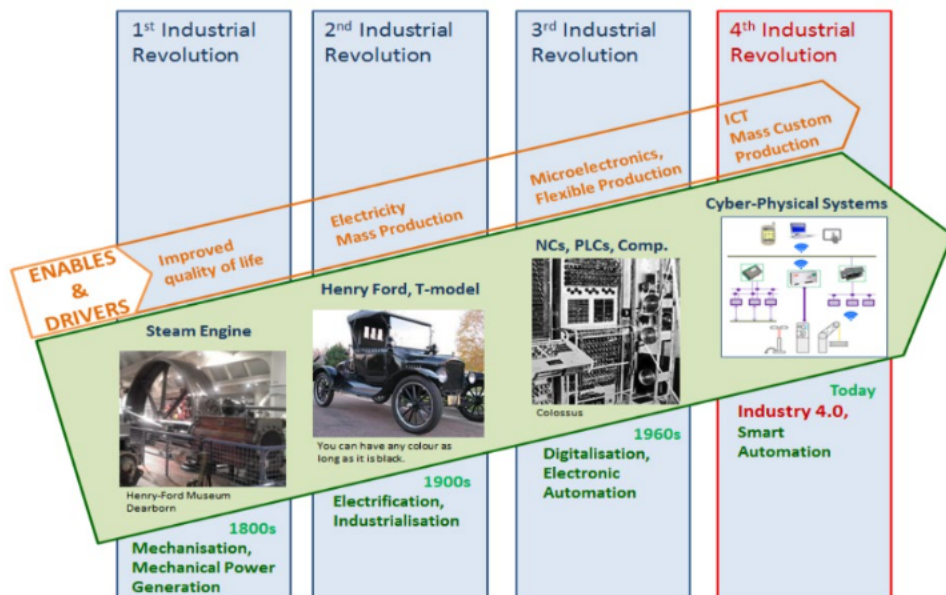 1st Industrial
Revolution
2nd Industrial
Revolution
3rd Industrial
Revolution
4th Industrial
Revolution
ENABLES
&
DRIVERS
Improved
quality of life
Electricity
Mass Production
Microelectronics,
Flexible Production
ICT
Mass Custom
Production
Steam Engine
Henry-Ford Museum
Dearborn
1800s
Mechanisation,
Mechanical Power
Generation
Henry Ford, T-model
You can have any colour as
long as it is black.
1900s
Electrification,
Industrialisation
NCs, PLCs, Comp.
Colossus
1960s
Digitalisation,
Electronic
Automation
Cyber-Physical Systems
Today
Industry 4.0,
Smart
Automation